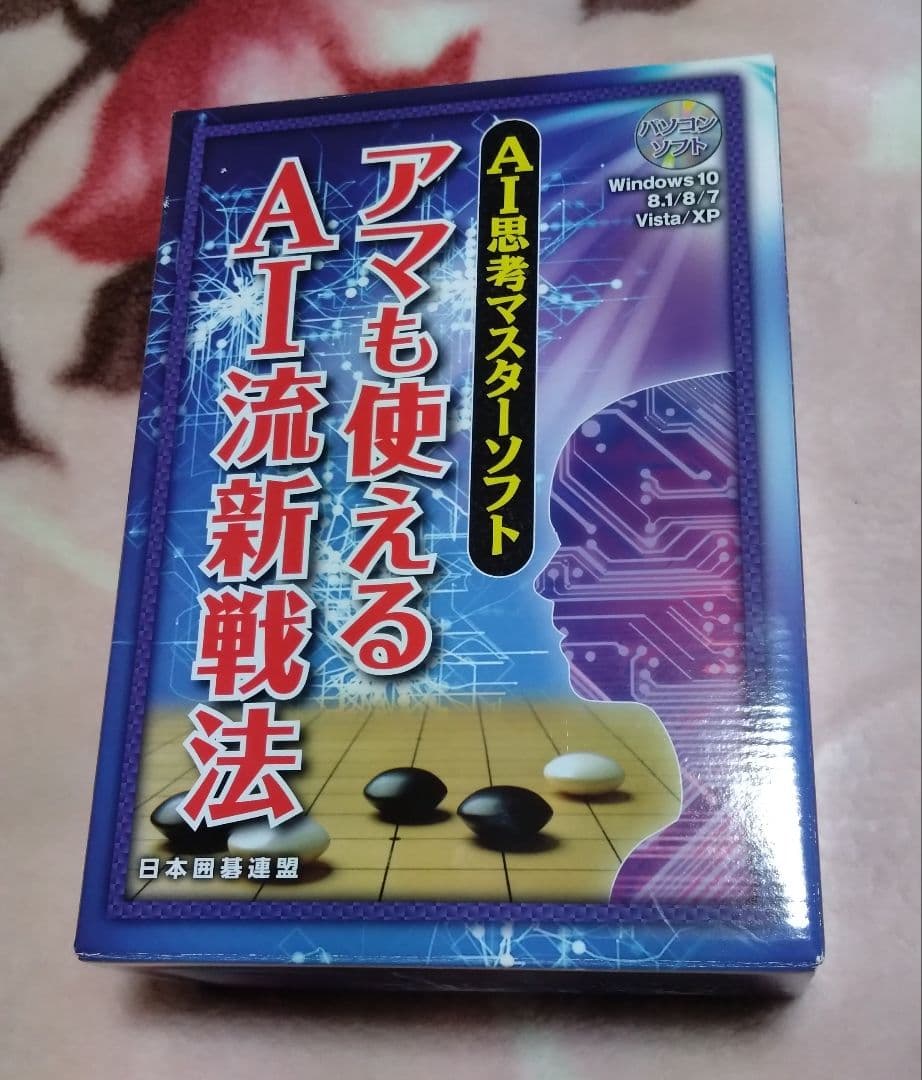 パソコン
ソフト
Windows 10
8.1/8/7
Vista/XP
AI思考マスターソフト
アマも使える
AI流新戦法
日本囲碁連盟